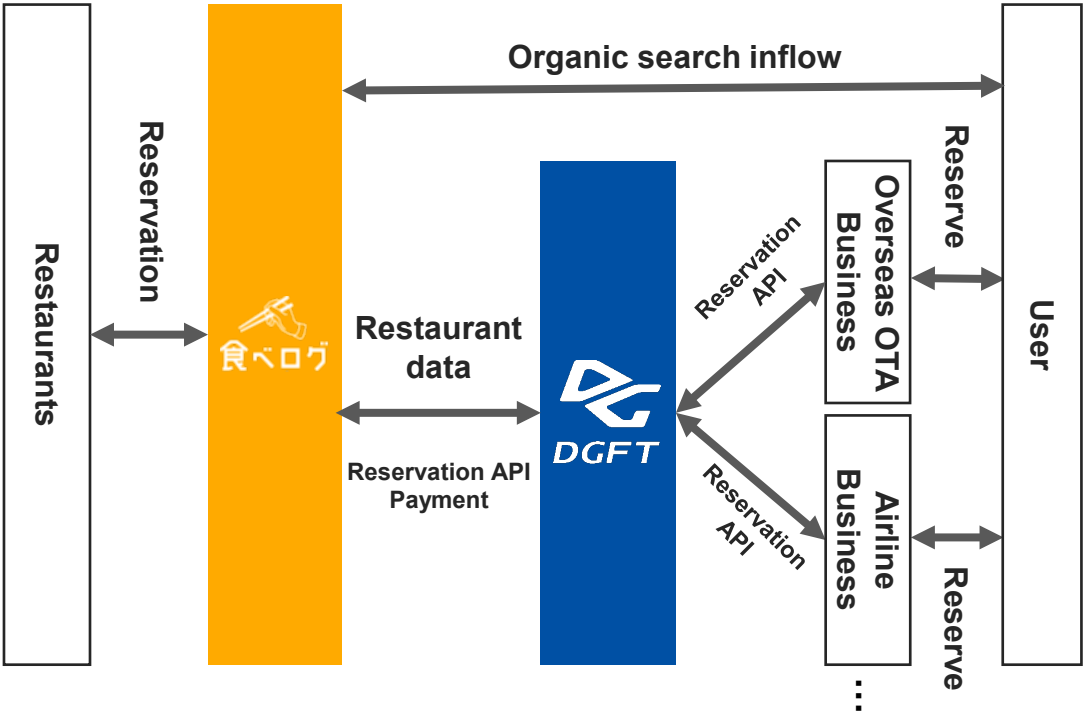 Organic search inflow
Restaurants
Reservation
食べログ
Restaurant
data
Reservation API
Payment
DGFT
Reservation
API
Reservation
API
Overseas OTA
Business
Airline
Business
...
Reserve
Reserve
User